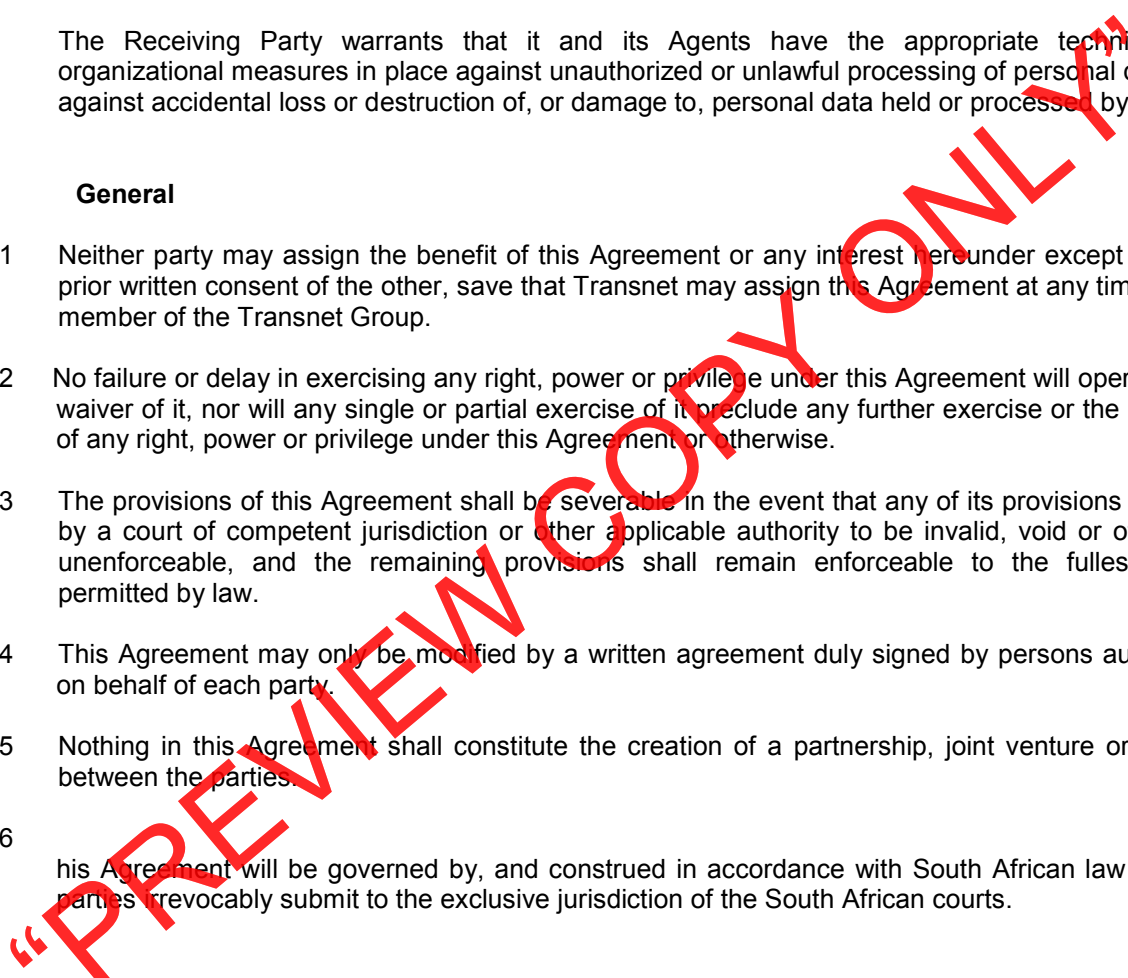 The Receiving Party warrants that it and its Agents have the appropriate techni
organizational measures in place against unauthorized or unlawful processing of personal
against accidental loss or destruction of, or damage to, personal data held or processed by
General
1 Neither party may assign the benefit of this Agreement or any interest hereunder except
prior written consent of the other, save that Transnet may assign this Agreement at any tim
member of the Transnet Group.
2 No failure or delay in exercising any right, power or privilege under this Agreement will oper
waiver of it, nor will any single or partial exercise of it preclude any further exercise or the
of any right, power or privilege under this Agreement or otherwise.
3 The provisions of this Agreement shall be severable in the event that any of its provisions
by a court of competent jurisdiction or other applicable authority to be invalid, void or o
unenforceable, and the remaining provisions shall remain enforceable to the fulles
permitted by law.
4 This Agreement may only be modified by a written agreement duly signed by persons au
on behalf of each party.
5 Nothing in this Agreement shall constitute the creation of a partnership, joint venture or
between the parties.
6
his Agreement will be governed by, and construed in accordance with South African law
parties irrevocably submit to the exclusive jurisdiction of the South African courts.
“PREVIEW COPY ONLY”